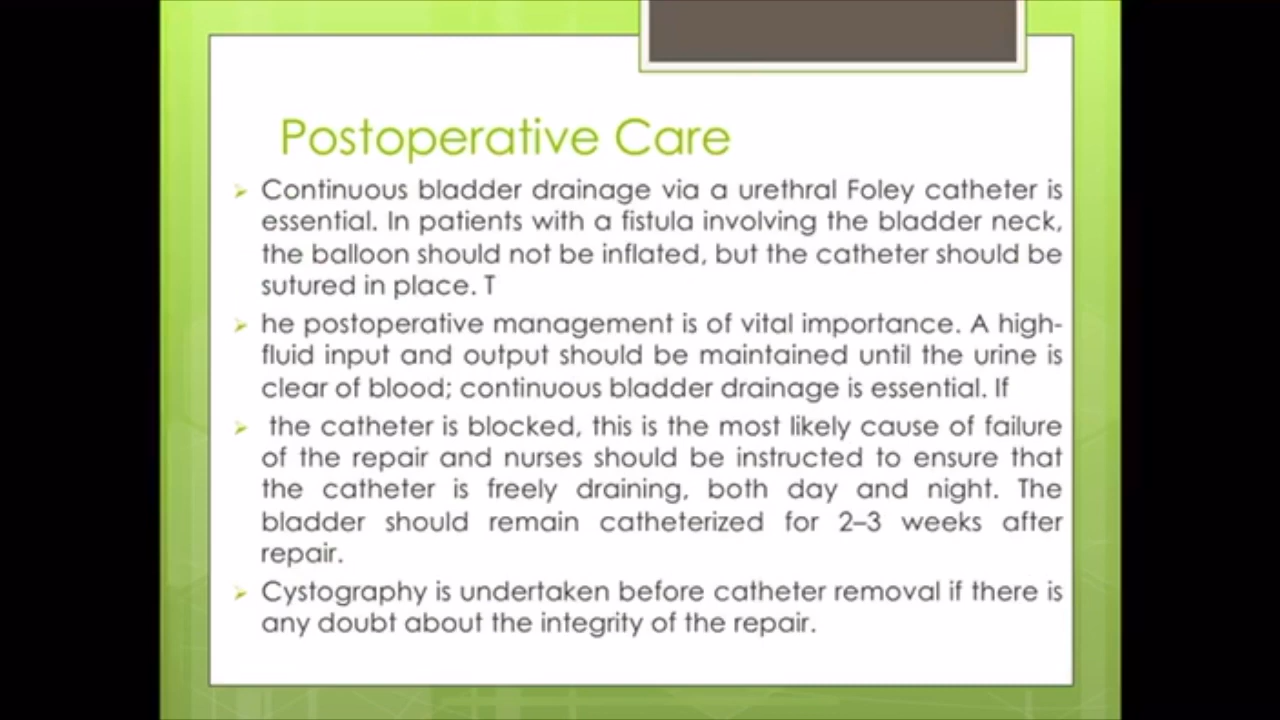 Postoperative Care
Continuous bladder drainage via a urethral Foley catheter is
essential. In patients with a fistula involving the bladder neck,
the balloon should not be inflated, but the catheter should be
sutured in place. T
he postoperative management is of vital importance. A high-
fluid input and output should be maintained until the urine is
clear of blood; continuous bladder drainage is essential. If
the catheter is blocked, this is the most likely cause of failure
of the repair and nurses should be instructed to ensure that
the catheter is freely draining, both day and night. The
bladder should remain catheterized for 2–3 weeks after
repair.
Cystography is undertaken before catheter removal if there is
any doubt about the integrity of the repair.